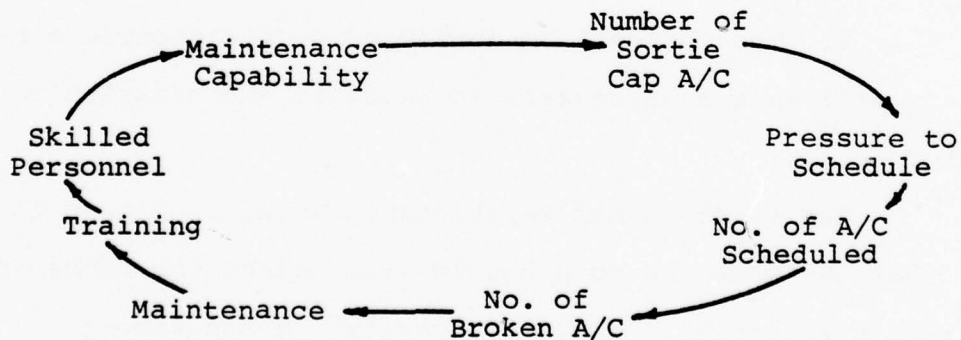 Maintenance
Capability
Number of
Sortie
Cap A/C
Pressure to
Schedule
No. of A/C
Scheduled
No. of
Broken A/C
Maintenance
Training
Skilled
Personnel